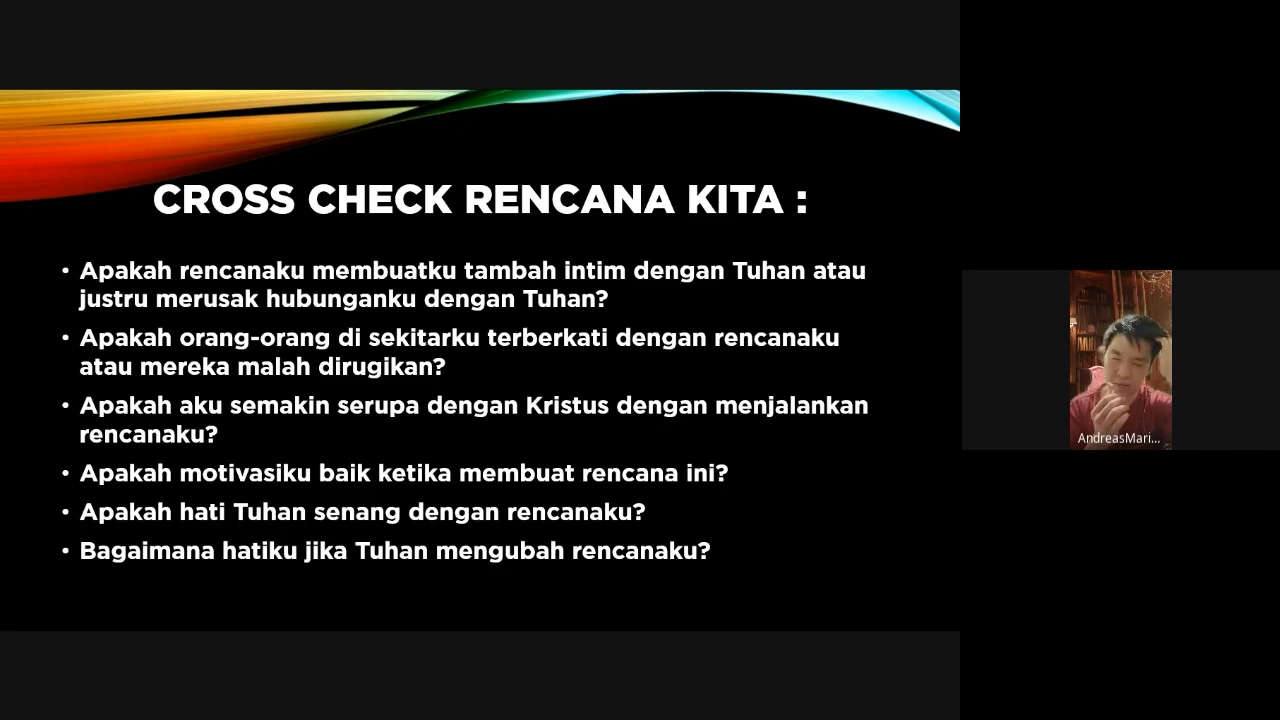 CROSS CHECK RENCANA KITA :
• Apakah rencanaku membuatku tambah intim dengan Tuhan atau
justru merusak hubunganku dengan Tuhan?
• Apakah orang-orang di sekitarku terberkati dengan rencanaku
atau mereka malah dirugikan?
• Apakah aku semakin serupa dengan Kristus dengan menjalankan
rencanaku?
• Apakah motivasiku baik ketika membuat rencana ini?
• Apakah hati Tuhan senang dengan rencanaku?
• Bagaimana hatiku jika Tuhan mengubah rencanaku?
AndreasMari...